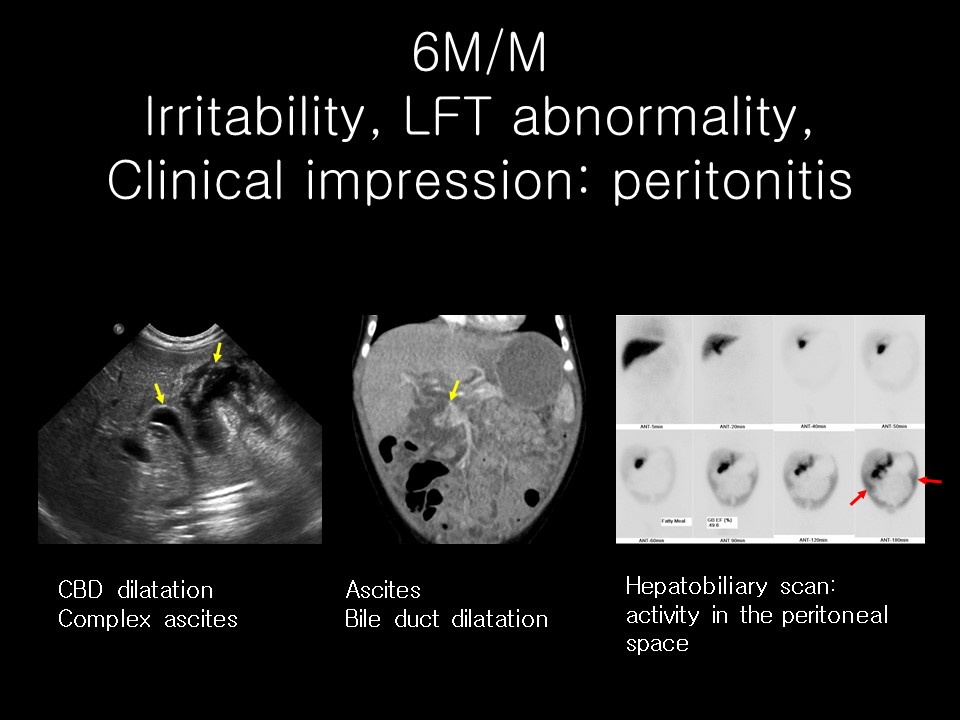 6M/M
Irritability, LFT abnormality,
Clinical impression: peritonitis
ANT-5min
ANT-20min
ANT-40min
ANT-50min
Fatty Meal
GB EF (%)
49.6
ANT-60min
ANT 90min
ANT-120min
ANT-180min
CBD dilatation
Complex ascites
Ascites
Bile duct dilatation
Hepatobiliary scan:
activity in the peritoneal
space